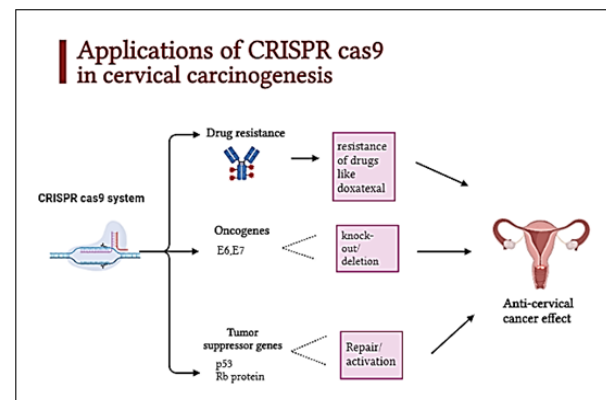 Applications of CRISPR cas9
in cervical carcinogenesis
Drug resistance
resistance
of drugs
like
doxatexal
CRISPR cas9 system
Oncogenes
E6,E7
knock-
out/
deletion
Anti-cervical
cancer effect
Tumor
suppressor genes
p53
Rb protein
Repair/
activation